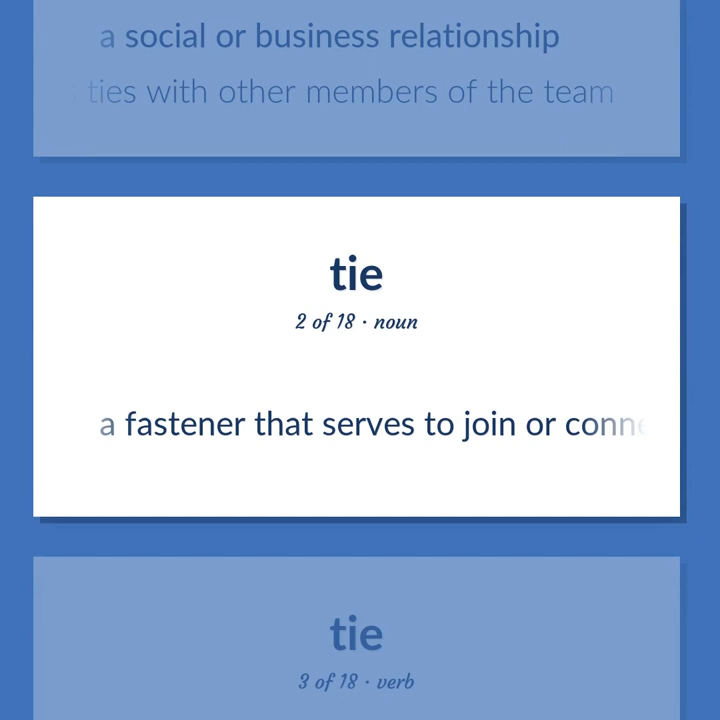 a social or business relationship
ties with other members of the team
tie
2 of 18 · noun
a fastener that serves to join or
tie
3 of 18 · verb